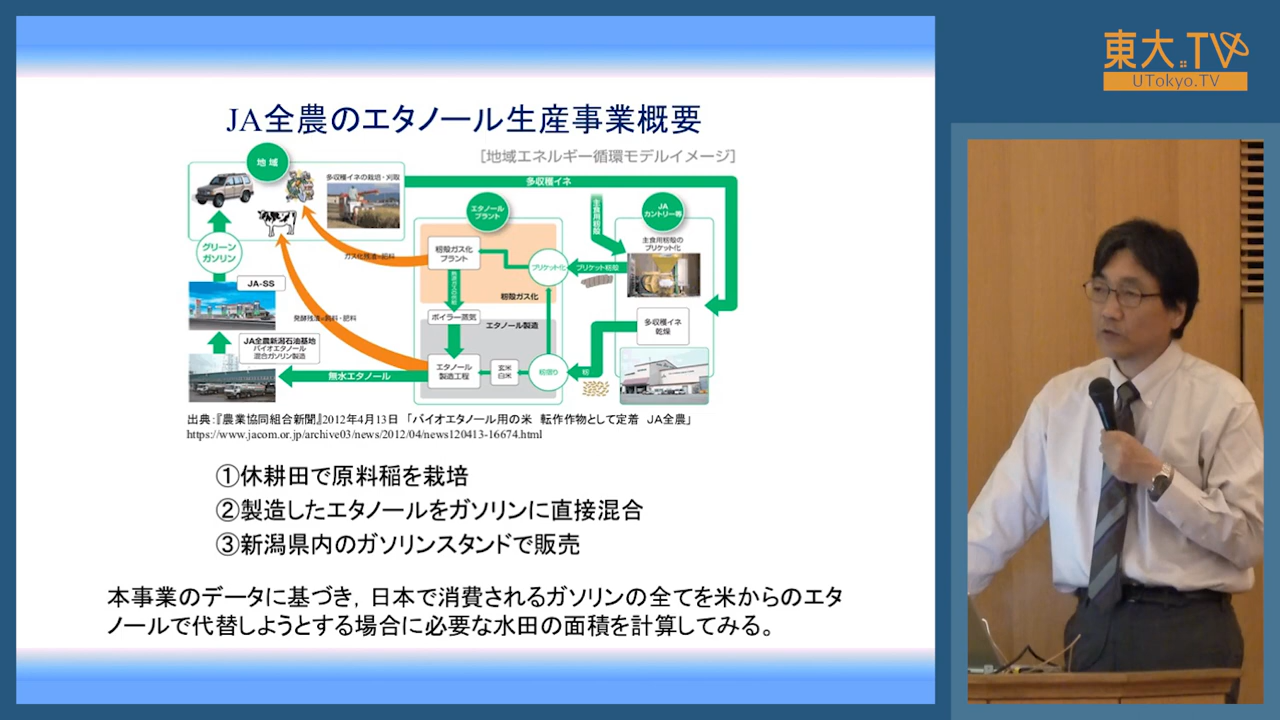 東大.TV
UTokyo.TV
JA全農のエタノール生産事業概要
[地域エネルギー循環モデルイメージ]
地域
多収穫イネの栽培・刈取
多収穫イネ
エタノール
プラント
主食用籾殻
JA
カントリー等
グリーン
ガソリン
ガス化残渣・肥料
籾殻ガス化
プラント
ブリケット化
ブリケット籾殻
主食用籾殻の
ブリケット化
JA-SS
籾殻ガス化
発酵残渣・飼料・肥料
ボイラー蒸気
エタノール製造
多収穫イネ
乾燥
JA全農新潟石油基地
バイオエタノール
混合ガソリン製造
無水エタノール
エタノール
製造工程
玄米
白米
籾摺り
籾
出典:『農業協同組合新聞』2012年4月13日 「バイオエタノール用の米 転作作物として定着 JA全農」
https://www.jacom.or.jp/archive03/news/2012/04/news120413-16674.html
①休耕田で原料稲を栽培
②製造したエタノールをガソリンに直接混合
③新潟県内のガソリンスタンドで販売
本事業のデータに基づき，日本で消費されるガソリンの全てを米からのエタ
ノールで代替しようとする場合に必要な水田の面積を計算してみる。